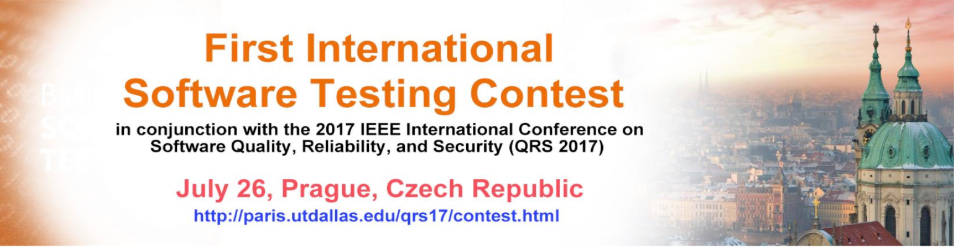 First International
Software Testing Contest
in conjunction with the 2017 IEEE International Conference on
Software Quality, Reliability, and Security (QRS 2017)
July 26, Prague, Czech Republic
http://paris.utdallas.edu/qrs17/contest.html